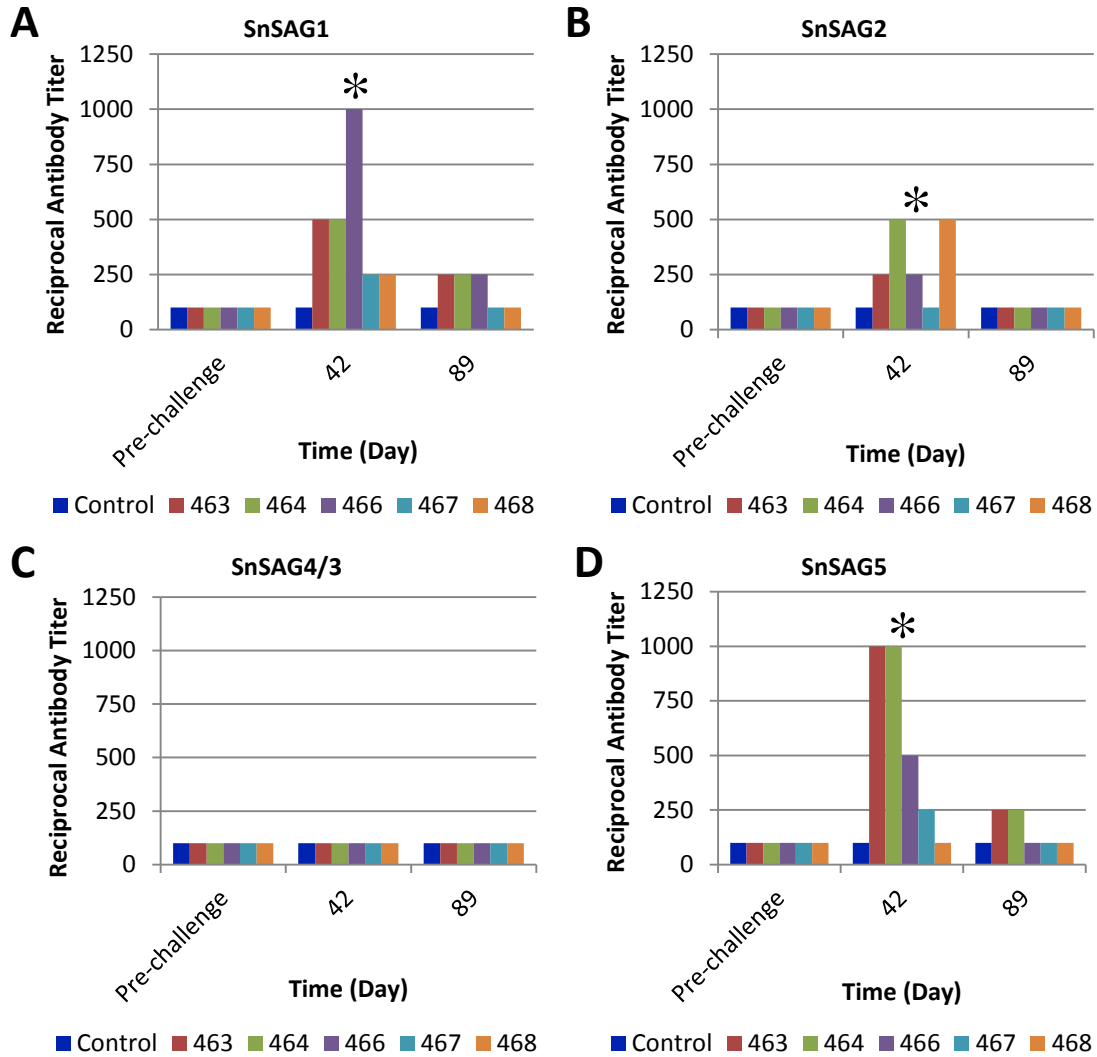 A
SnSAG1
Reciprocal Antibody Titer
1250
1000
750
500
250
0
Pre-challenge
42
89
Time (Day)
Control 463 464 466 467 468
B
SnSAG2
Reciprocal Antibody Titer
1250
1000
750
500
250
0
Pre-challenge
42
89
Time (Day)
Control 463 464 466 467 468
C
SnSAG4/3
Reciprocal Antibody Titer
1250
1000
750
500
250
0
Pre-challenge
42
89
Time (Day)
Control 463 464 466 467 468
D
SnSAG5
Reciprocal Antibody Titer
1250
1000
750
500
250
0
Pre-challenge
42
89
Time (Day)
Control 463 464 466 467 468